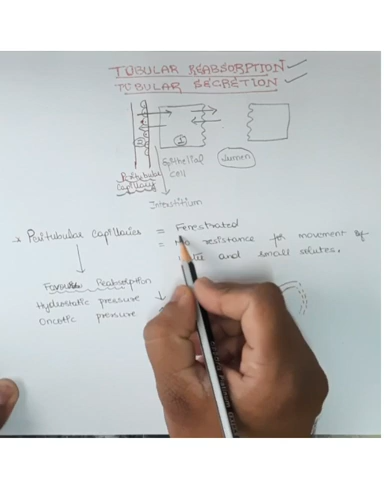 TUBULAR REABSORPTION
TUBULAR SECRETION
Epithelial
cell
Lumen
Peritubular
capillaries
Interstitium
Peritubular capillaries = Fenestrated
= No resistance for movement of
and small solutes.
Favours Reabsorption
Hydrostatic pressure ↓
Oncotic pressure